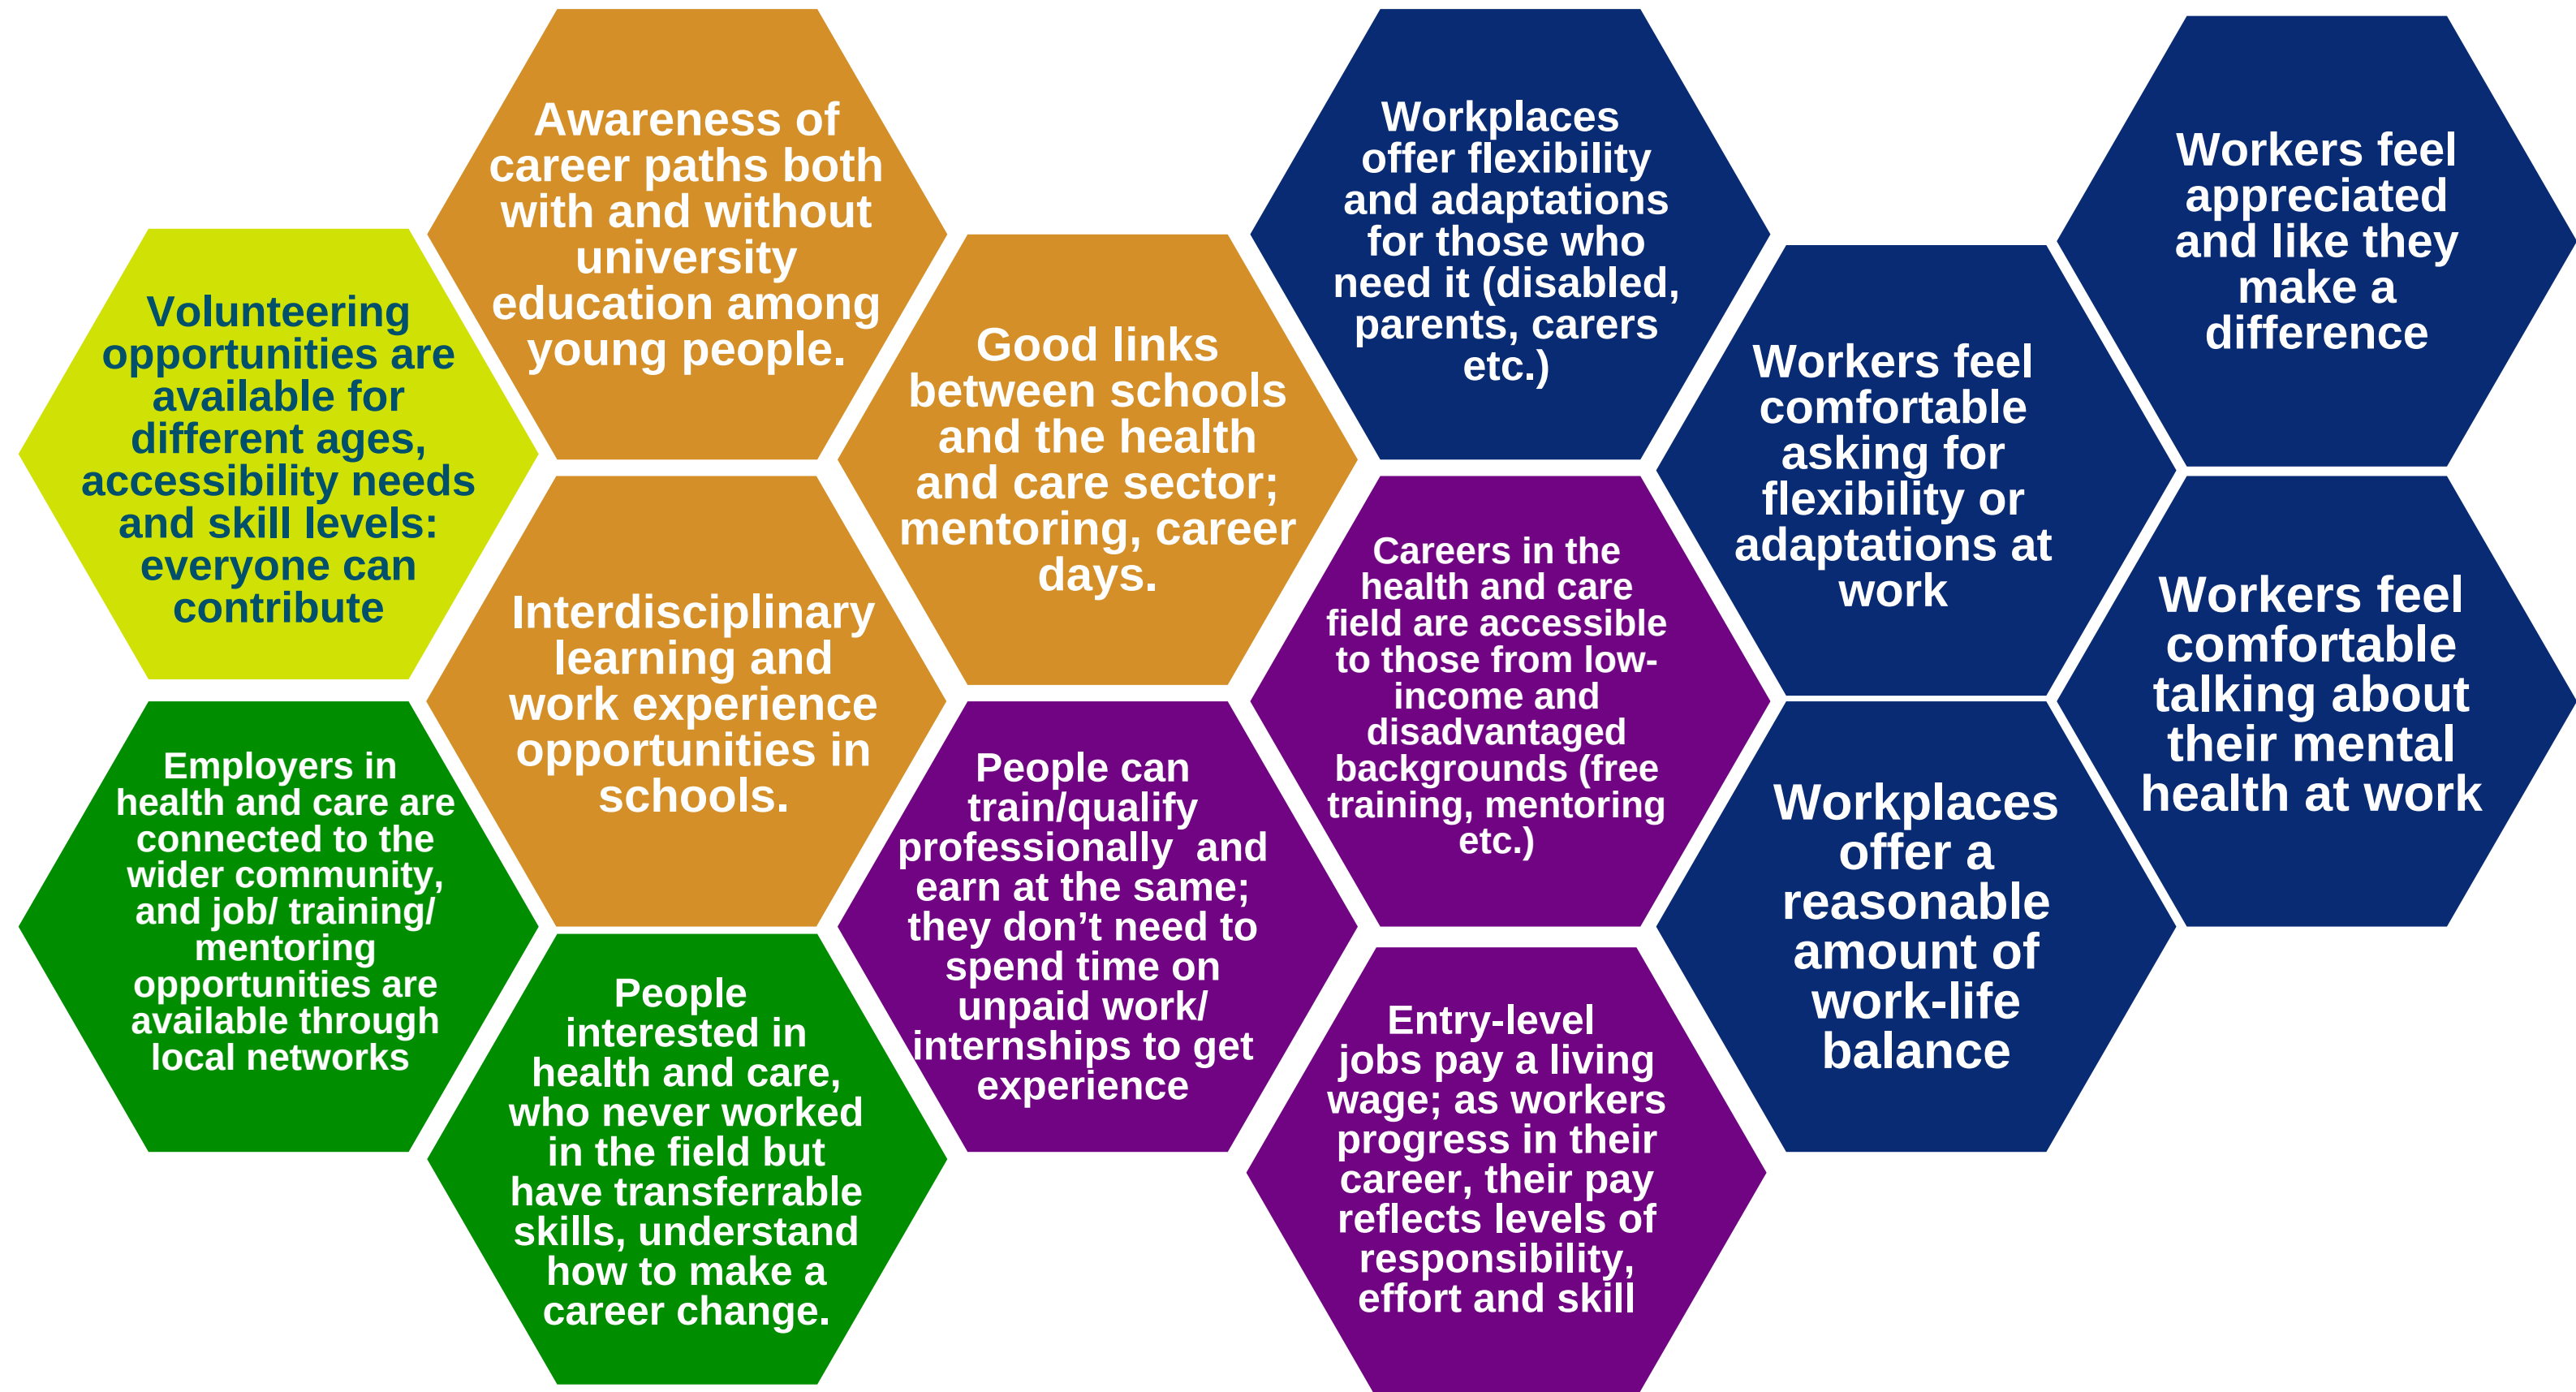 Volunteering
opportunities are
available for
different ages,
accessibility needs
and skill levels:
everyone can
contribute
Employers in
health and care are
connected to the
wider community,
and job/ training/
mentoring
opportunities are
available through
local networks
Awareness of
career paths both
with and without
university
education among
young people.
Interdisciplinary
learning and
work experience
opportunities in
schools.
People
interested in
health and care,
who never worked
in the field but
have transferrable
skills, understand
how to make a
career change.
Good links
between schools
and the health
and care sector;
mentoring, career
days.
People can
train/qualify
professionally  and
earn at the same;
they don’t need to
spend time on
unpaid work/
internships to get
experience
Workplaces
offer flexibility
and adaptations
for those who
need it (disabled,
parents, carers
etc.)
Careers in the
health and care
field are accessible
to those from low-
income and
disadvantaged
backgrounds (free
training, mentoring
etc.)
Entry-level
jobs pay a living
wage; as workers
progress in their
career, their pay
reflects levels of
responsibility,
effort and skill
Workers feel
comfortable
asking for
flexibility or
adaptations at
work
Workplaces
offer a
reasonable
amount of
work-life
balance
Workers feel
appreciated
and like they
make a
difference
Workers feel
comfortable
talking about
their mental
health at work